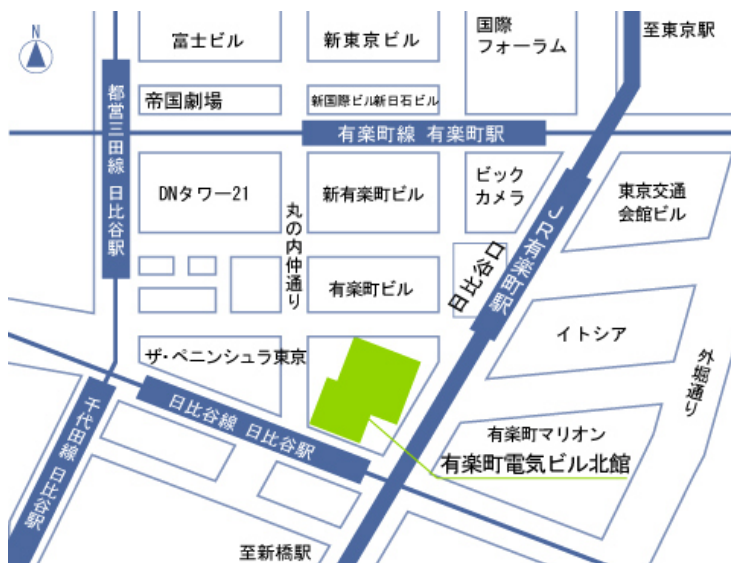 N
富士ビル
新東京ビル
国際
フォーラム
至東京駅
帝国劇場
新国際ビル新日石ビル
都営三田線 日比谷駅
有楽町線 有楽町駅
DNタワー21
丸の内仲通り
新有楽町ビル
ビック
カメラ
東京交通
会館ビル
JR有楽町駅
日比谷口
有楽町ビル
イトシア
外堀通り
ザ・ペニンシュラ東京
日比谷線 日比谷駅
千代田線 日比谷駅
有楽町マリオン
有楽町電気ビル北館
至新橋駅